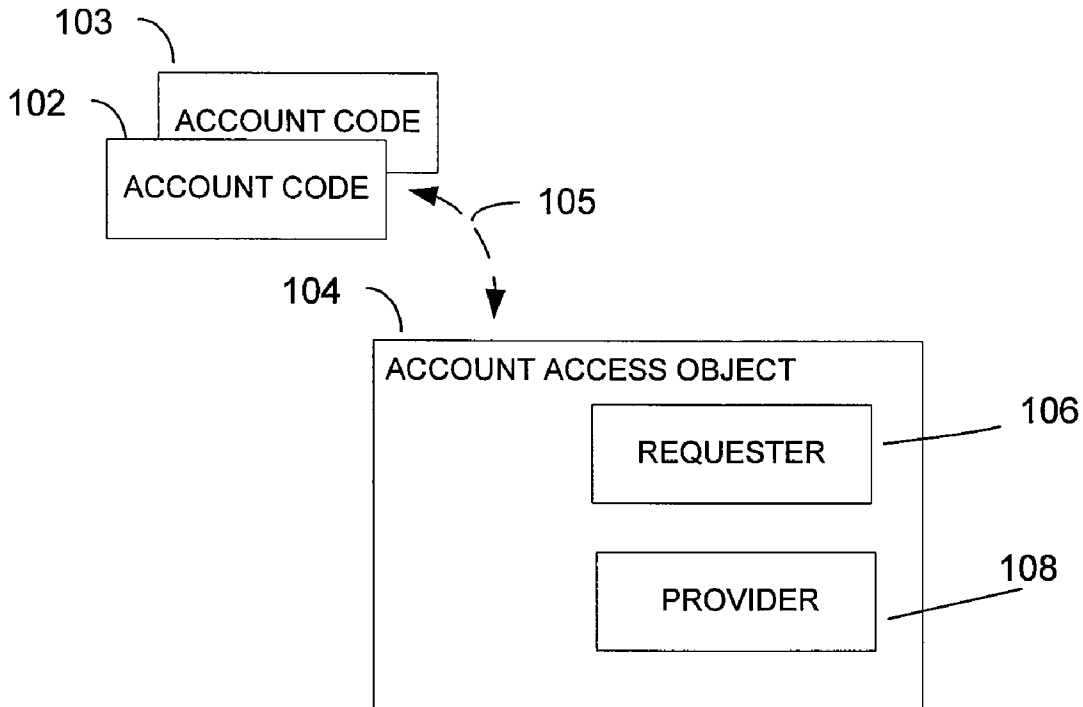 103
ACCOUNT CODE
102
ACCOUNT CODE
105
104
ACCOUNT ACCESS OBJECT
106
REQUESTER
108
PROVIDER